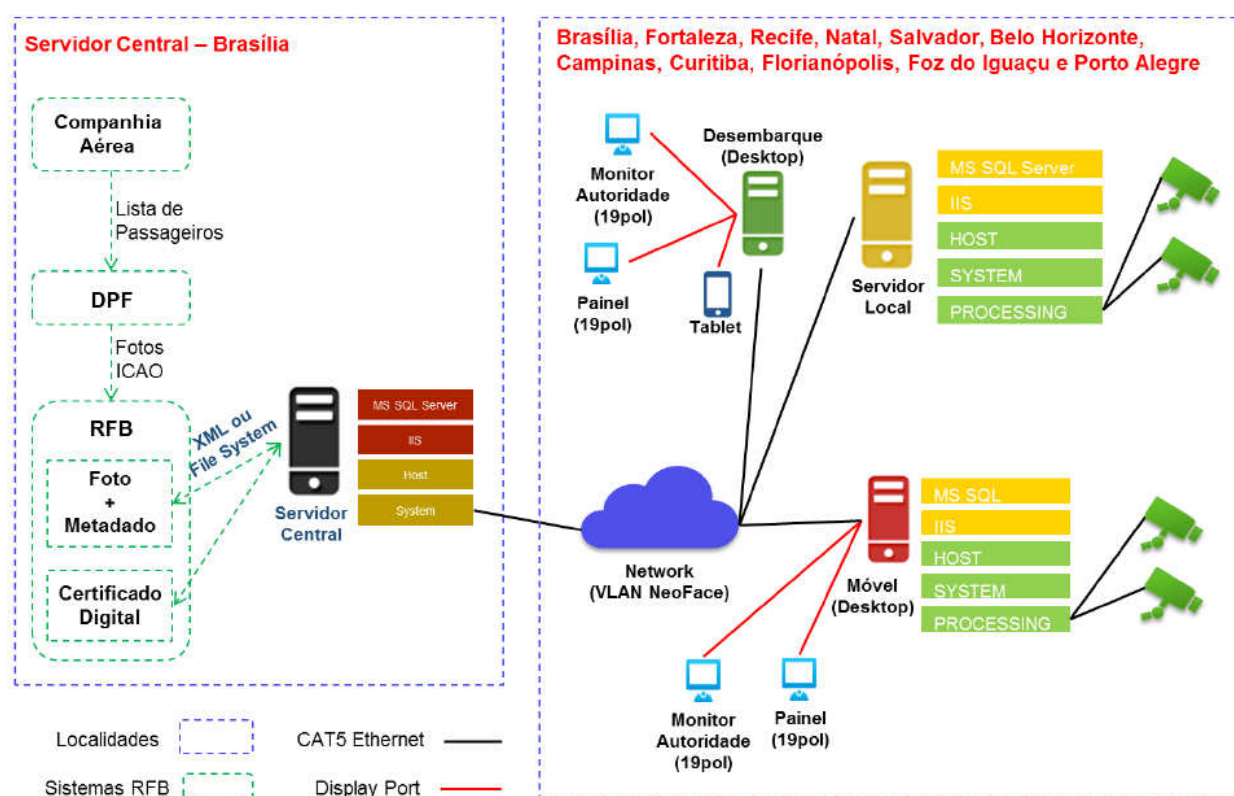 Servidor Central – Brasília
Companhia
Aérea
Lista de
Passageiros
DPF
Fotos
ICAO
RFB
Foto
+
Metadado
Certificado
Digital
XML ou
File System
Servidor
Central
MS SQL Server
IIS
Host
System
Brasília, Fortaleza, Recife, Natal, Salvador, Belo Horizonte,
Campinas, Curitiba, Florianópolis, Foz do Iguaçu e Porto Alegre
Monitor
Autoridade
(19pol)
Painel
(19pol)
Desembarque
(Desktop)
Tablet
Servidor
Local
MS SQL Server
IIS
HOST
SYSTEM
PROCESSING
Network
(VLAN NeoFace)
Móvel
(Desktop)
MS SQL
IIS
HOST
SYSTEM
PROCESSING
Monitor
Autoridade
(19pol)
Painel
(19pol)
Localidades
CAT5 Ethernet
Sistemas RFB
Display Port